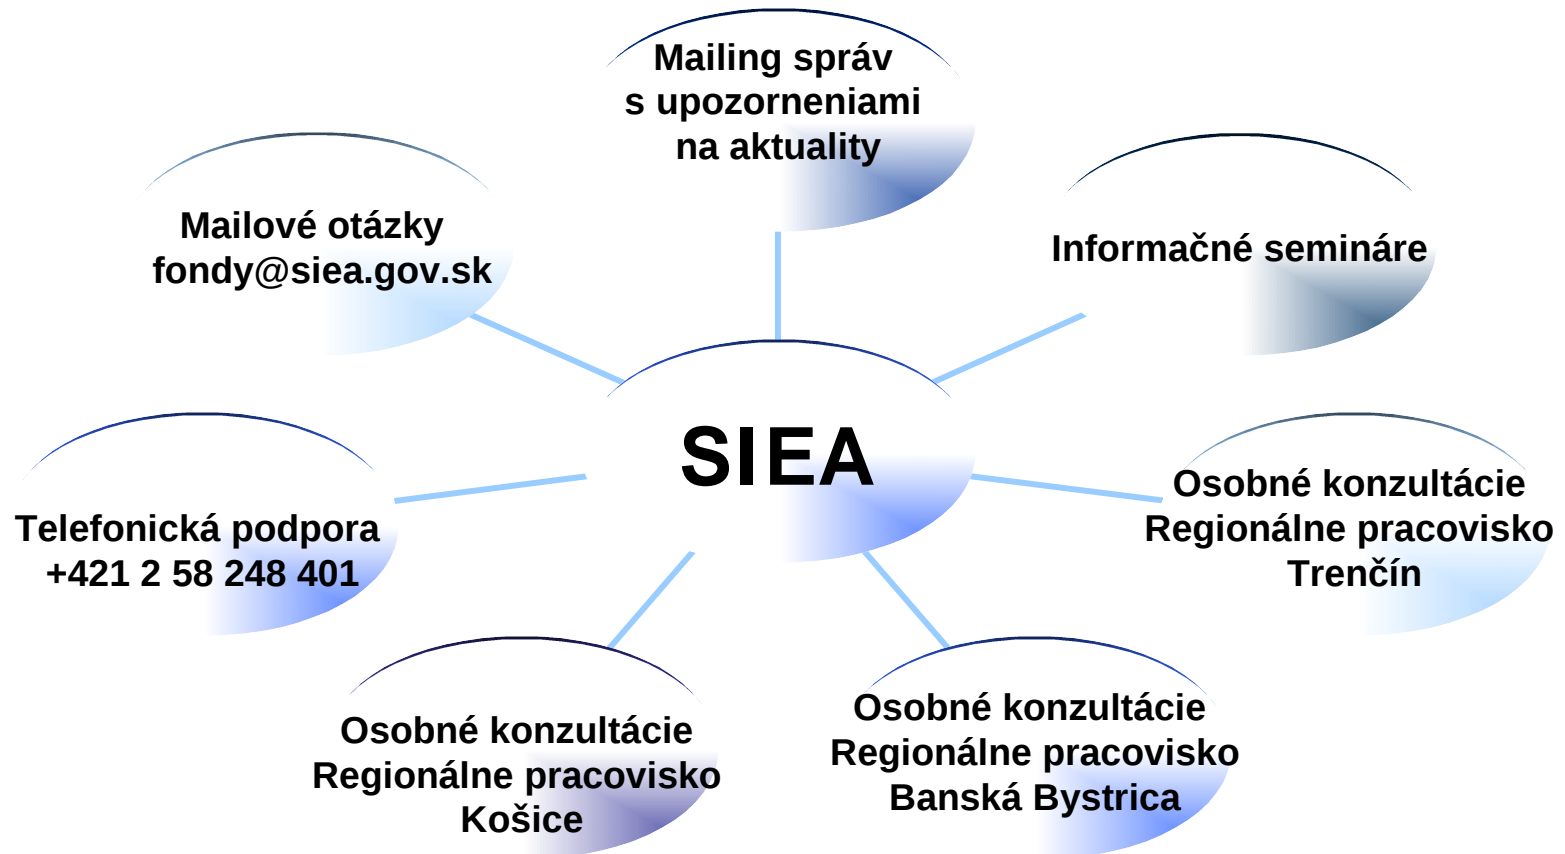 Mailing správ
s upozorneniami
na aktuality
Mailové otázky
fondy@siea.gov.sk
Informačné semináre
SIEA
Telefonická podpora
+421 2 58 248 401
Osobné konzultácie
Regionálne pracovisko
Trenčín
Osobné konzultácie
Regionálne pracovisko
Košice
Osobné konzultácie
Regionálne pracovisko
Banská Bystrica